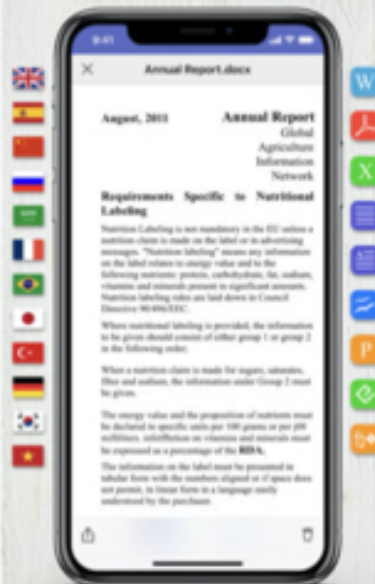 9:41
Annual Report.docx
August, 2011
Annual Report
Global
Agriculture
Information
Network
Requirements Specific to Nutritional
Labeling
Nutrition Labeling is not mandatory in the EU unless a
nutrition claim is made on the label or in advertising
messages. "Nutrition labeling" means any information
on the label relates to energy value and to the
following nutrients: protein, carbohydrate, fat, sodium,
vitamins and minerals present in significant amounts.
Nutrition labeling rules are laid down in Council
Directive 90/496/EEC.
Where nutritional labeling is provided, the information
to be given should consist of either group 1 or group 2
in the following order;
When a nutrition claim is made for sugars, saturates,
fiber and sodium, the information under Group 2 must
be given.
The energy value and the proposition of nutrients must
be declared in specific units per 100 grams or per
milliliters. on vitamins and minerals must
be expressed as a percentage of the RDA.
The information on the label must be presented in
tabular form with the numbers aligned or if space does
not permit, in linear form in a language easily
understood by the purchaser.
W
X
P